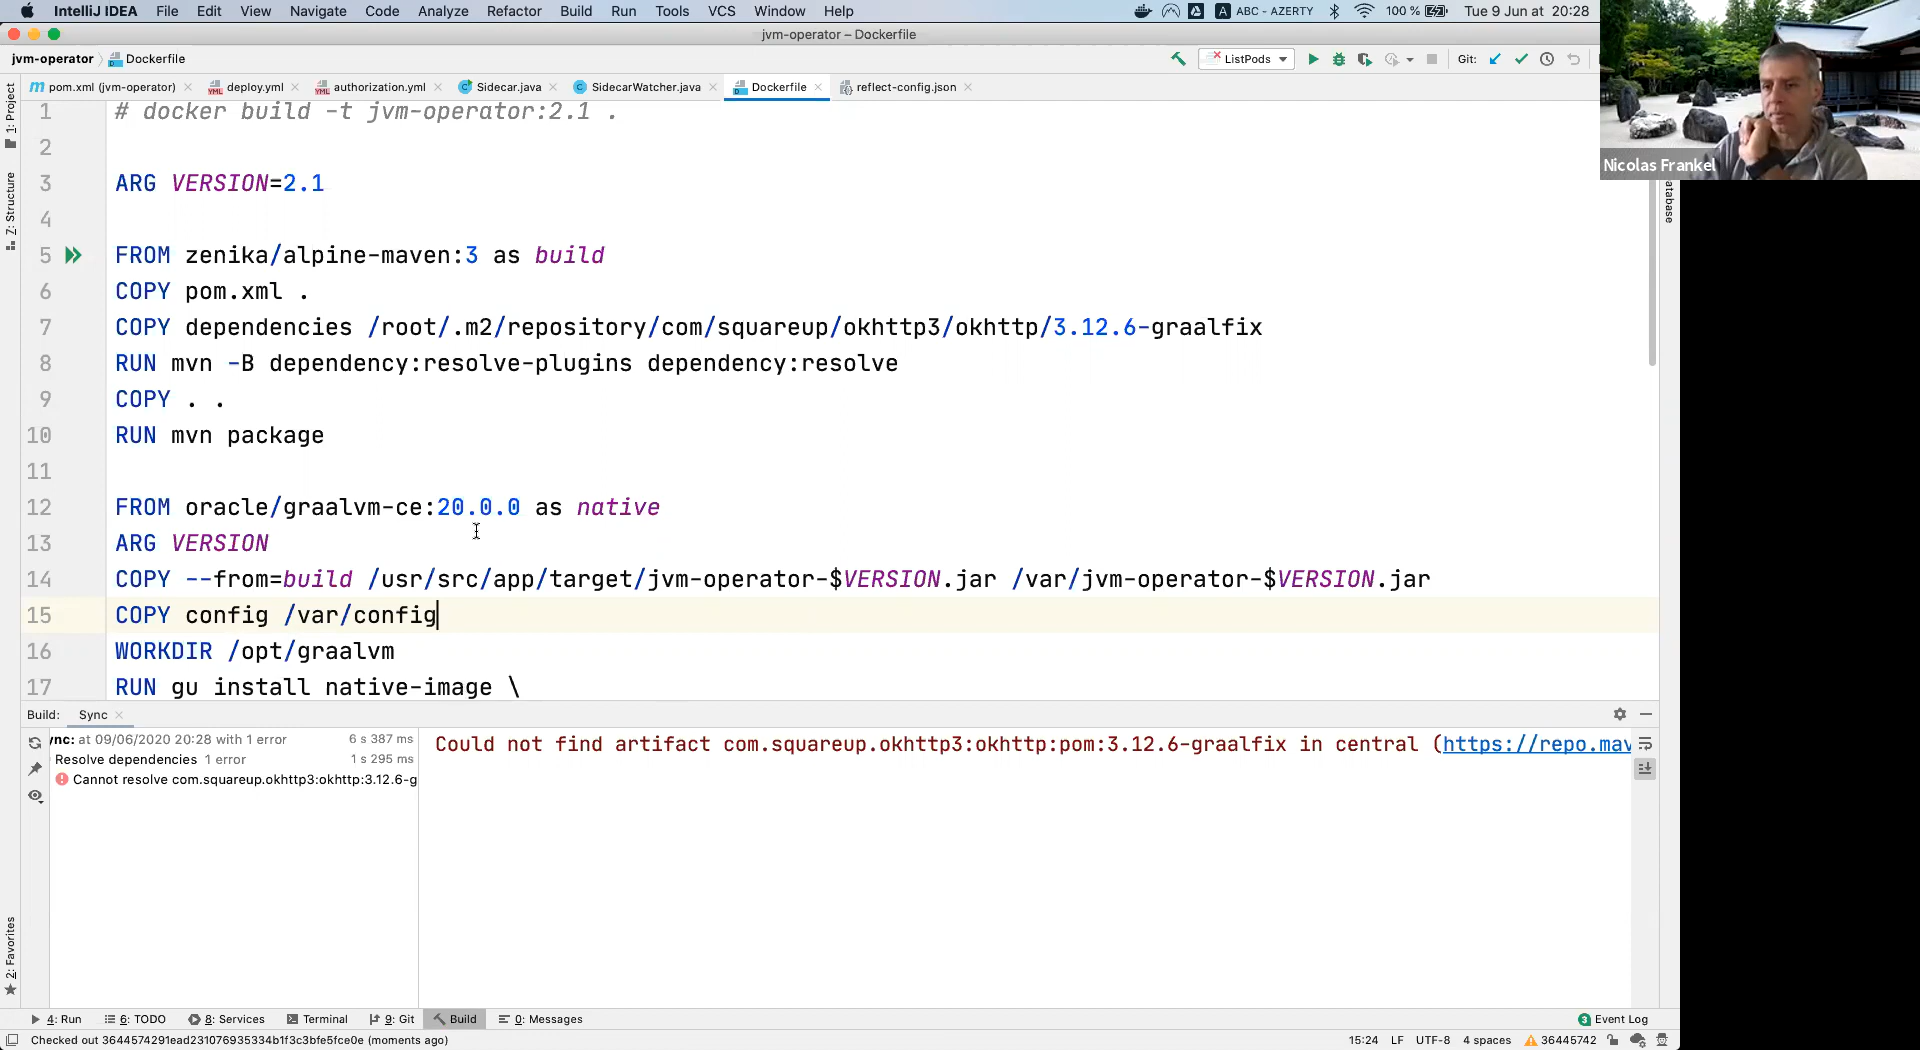 IntelliJ IDEA File Edit View Navigate Code Analyze Refactor Build Run Tools VCS Window Help
A ABC - AZERTY 100 % Tue 9 Jun at 20:28
jvm-operator – Dockerfile
jvm-operator Dockerfile
ListPods Git:
pom.xml (jvm-operator) deploy.yml authorization.yml Sidecar.java SidecarWatcher.java Dockerfile reflect-config.json
1: Project
Z: Structure
2: Favorites
1 # docker build -t jvm-operator:2.1 .
2
3 ARG VERSION=2.1
4
5 FROM zenika/alpine-maven:3 as build
6 COPY pom.xml .
7 COPY dependencies /root/.m2/repository/com/squareup/okhttp3/okhttp/3.12.6-graalfix
8 RUN mvn -B dependency:resolve-plugins dependency:resolve
9 COPY . .
10 RUN mvn package
11
12 FROM oracle/graalvm-ce:20.0.0 as native
13 ARG VERSION
14 COPY --from=build /usr/src/app/target/jvm-operator-$VERSION.jar /var/jvm-operator-$VERSION.jar
15 COPY config /var/config
16 WORKDIR /opt/graalvm
17 RUN gu install native-image \
Nicolas Frankel
atabase
Build: Sync
ync: at 09/06/2020 20:28 with 1 error 6 s 387 ms
Resolve dependencies 1 error 1 s 295 ms
Cannot resolve com.squareup.okhttp3:okhttp:3.12.6-g
Could not find artifact com.squareup.okhttp3:okhttp:pom:3.12.6-graalfix in central (https://repo.mav
4: Run 6: TODO 8: Services Terminal 9: Git Build 0: Messages 3 Event Log
Checked out 3644574291ead231076935334b1f3c3bfe5fce0e (moments ago) 15:24 LF UTF-8 4 spaces 36445742